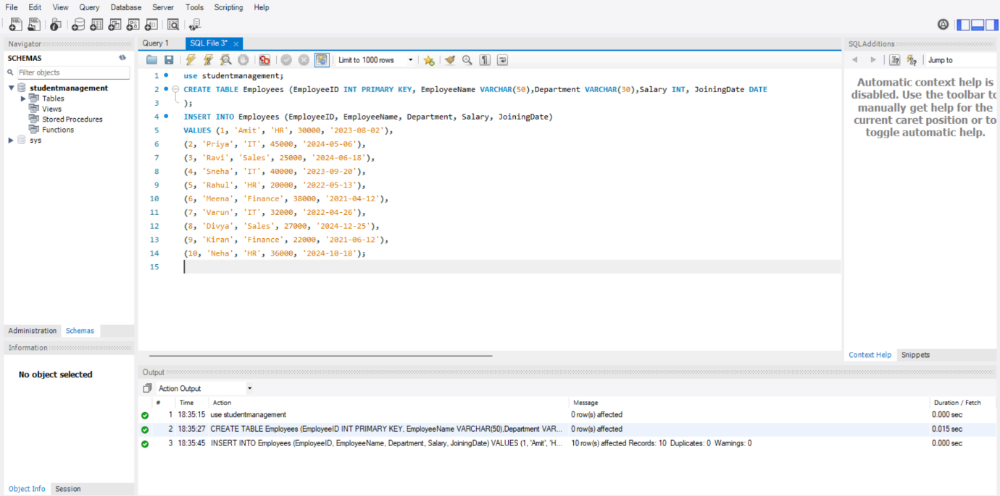 File Edit View Query Database Server Tools Scripting Help
Navigator
SCHEMAS
Filter objects
studentmanagement
Tables
Views
Stored Procedures
Functions
sys
Administration Schemas
Information
No object selected
Object Info Session
Query 1 SQL File 3* ×
Limit to 1000 rows
1 use studentmanagement;
2 CREATE TABLE Employees (EmployeeID INT PRIMARY KEY, EmployeeName VARCHAR(50),Department VARCHAR(30),Salary INT, JoiningDate DATE
3 );
4 INSERT INTO Employees (EmployeeID, EmployeeName, Department, Salary, JoiningDate)
5 VALUES (1, 'Amit', 'HR', 30000, '2023-08-02'),
6 (2, 'Priya', 'IT', 45000, '2024-05-06'),
7 (3, 'Ravi', 'Sales', 25000, '2024-06-18'),
8 (4, 'Sneha', 'IT', 40000, '2023-09-20'),
9 (5, 'Rahul', 'HR', 20000, '2022-05-13'),
10 (6, 'Meena', 'Finance', 38000, '2021-04-12'),
11 (7, 'Varun', 'IT', 32000, '2022-04-26'),
12 (8, 'Divya', 'Sales', 27000, '2024-12-25'),
13 (9, 'Kiran', 'Finance', 22000, '2021-06-12'),
14 (10, 'Neha', 'HR', 36000, '2024-10-18');
15
Output
Action Output
# Time Action Message Duration / Fetch
1 18:35:15 use studentmanagement 0 row(s) affected 0.000 sec
2 18:35:27 CREATE TABLE Employees (EmployeeID INT PRIMARY KEY, EmployeeName VARCHAR(50),Department VAR... 0 row(s) affected 0.015 sec
3 18:35:45 INSERT INTO Employees (EmployeeID, EmployeeName, Department, Salary, JoiningDate) VALUES (1, 'Amit', 'H... 10 row(s) affected Records: 10 Duplicates: 0 Warnings: 0 0.000 sec
SQLAdditions
Jump to
Automatic context help is
disabled. Use the toolbar to
manually get help for the
current caret position or to
toggle automatic help.
Context Help Snippets